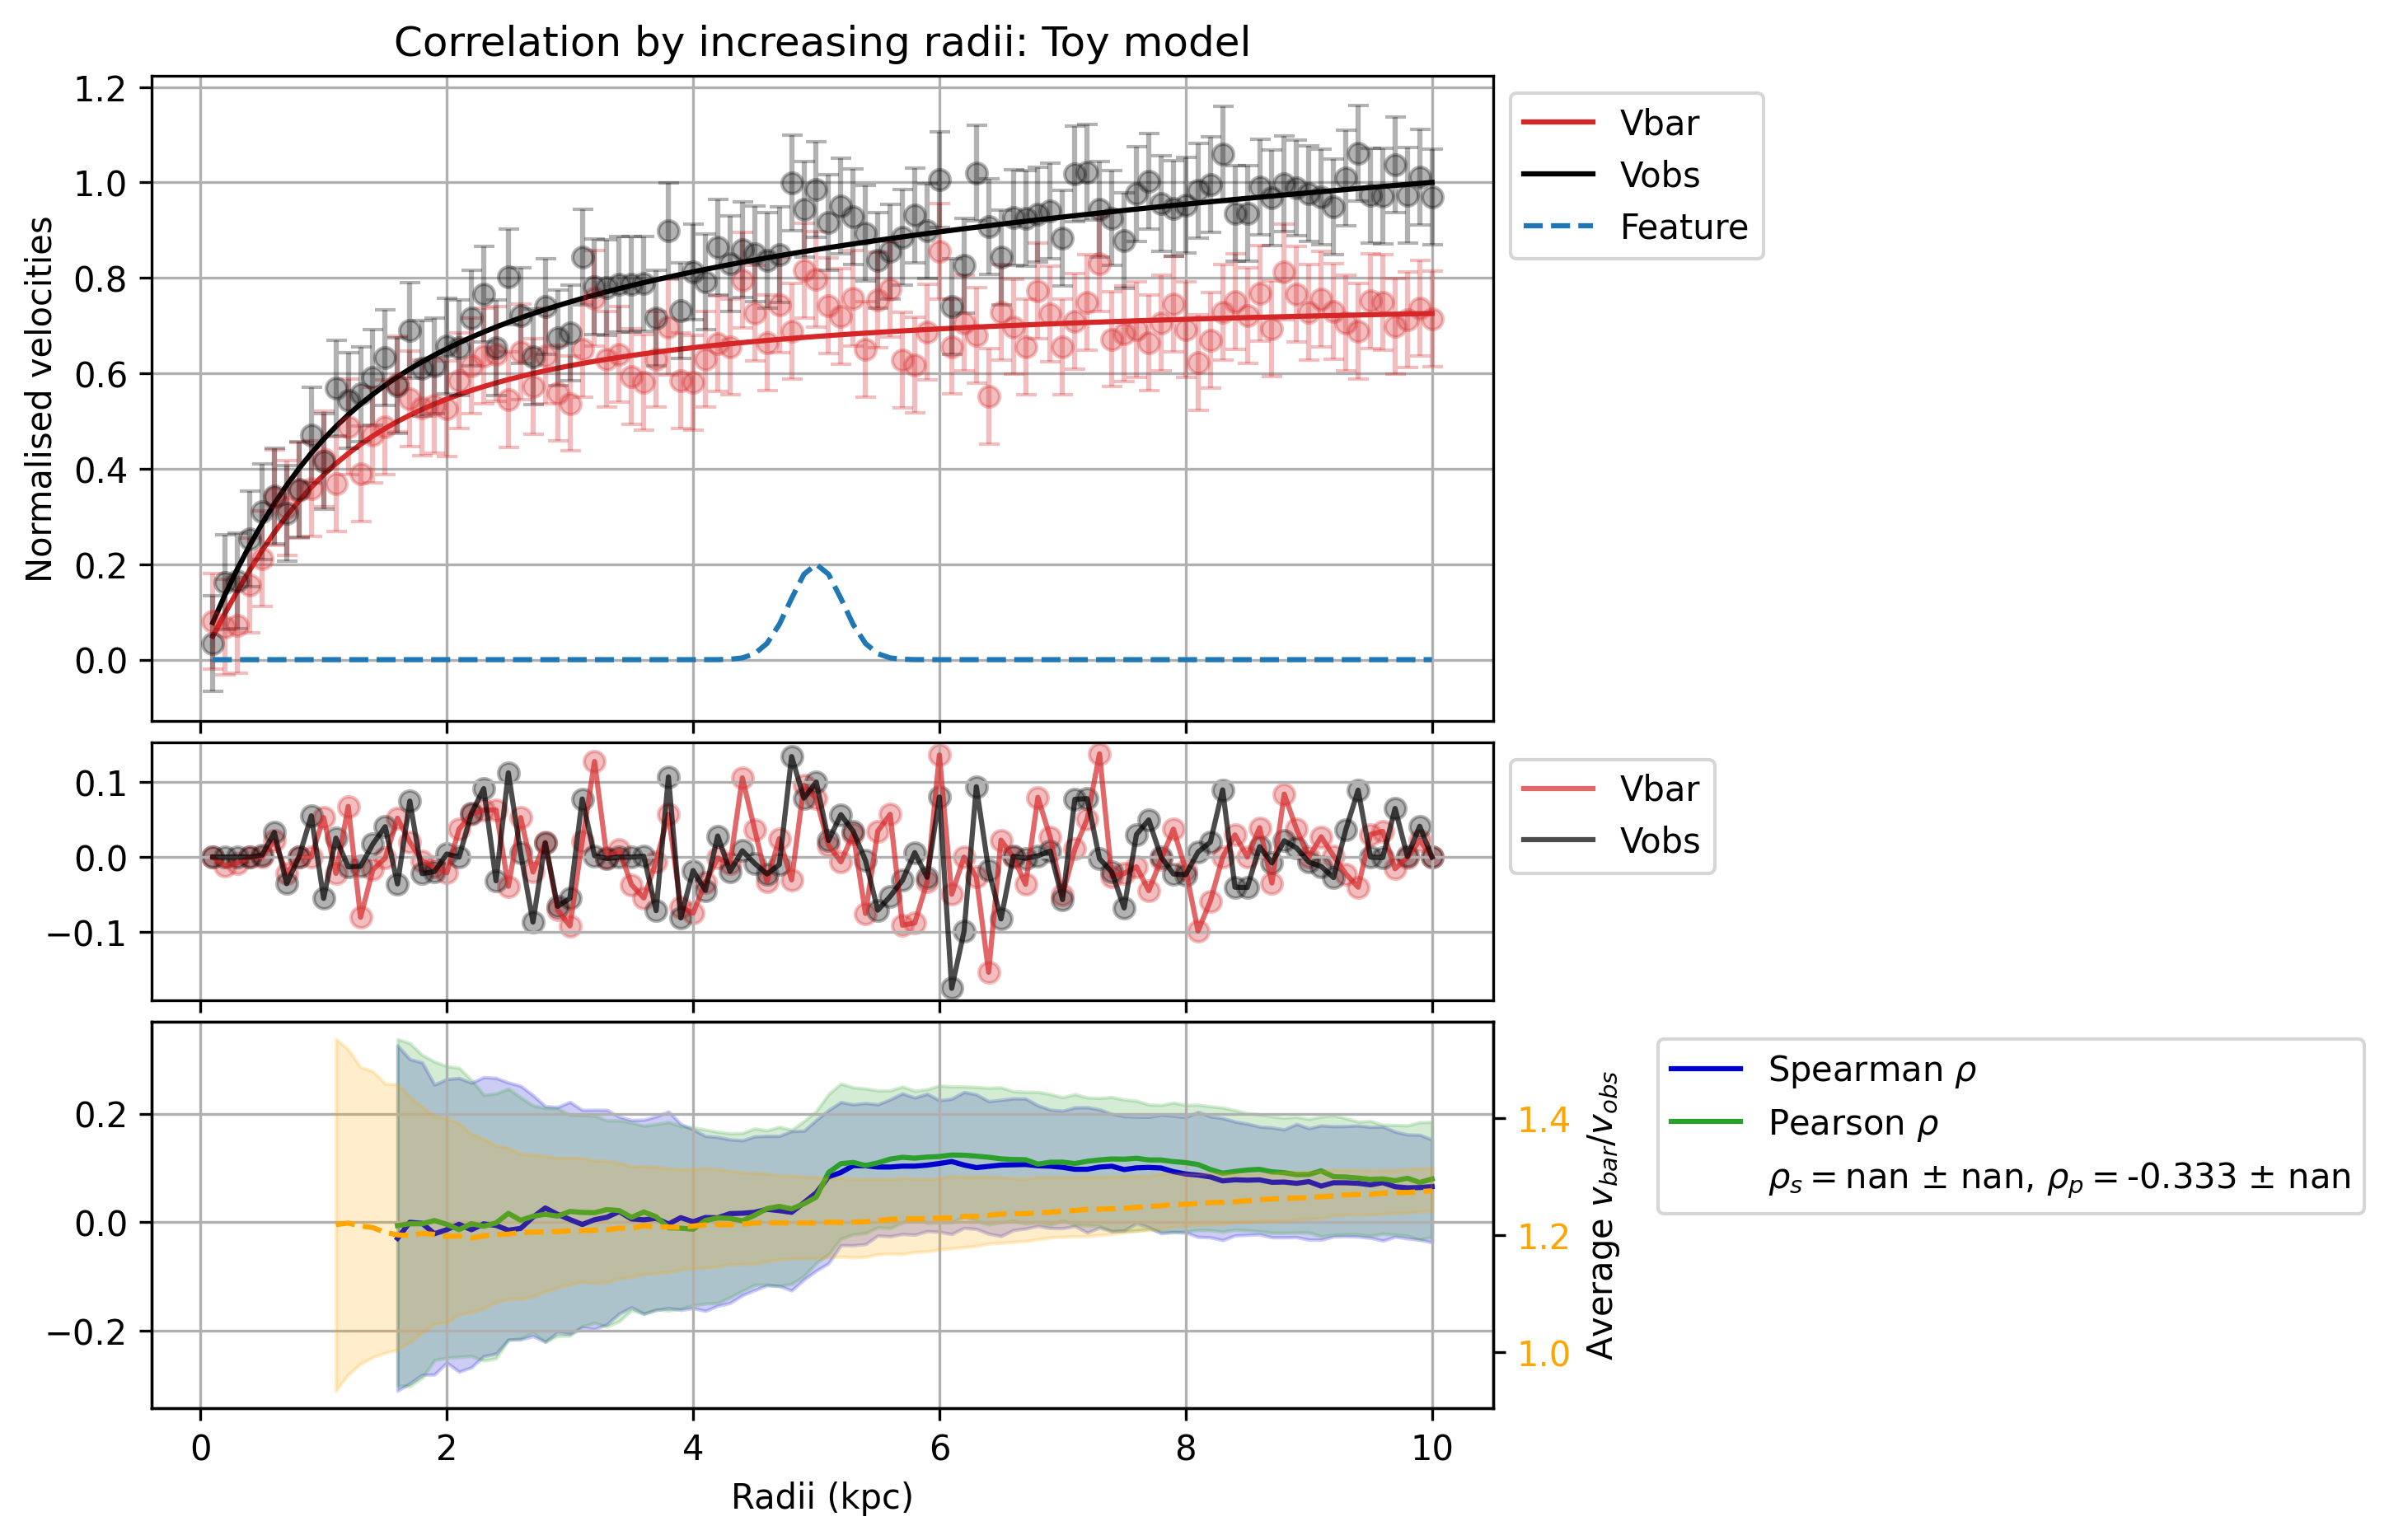 Correlation by increasing radii: Toy model
Normalised velocities
1.2
1.0
0.8
0.6
0.4
0.2
0.0
Vbar
Vobs
Feature
0.1
0.0
−0.1
Vbar
Vobs
0.2
0.0
−0.2
1.4
1.2
1.0
Average v_bar/v_obs
Spearman ρ
Pearson ρ
ρ_s = nan ± nan, ρ_p = -0.333 ± nan
0 2 4 6 8 10
Radii (kpc)